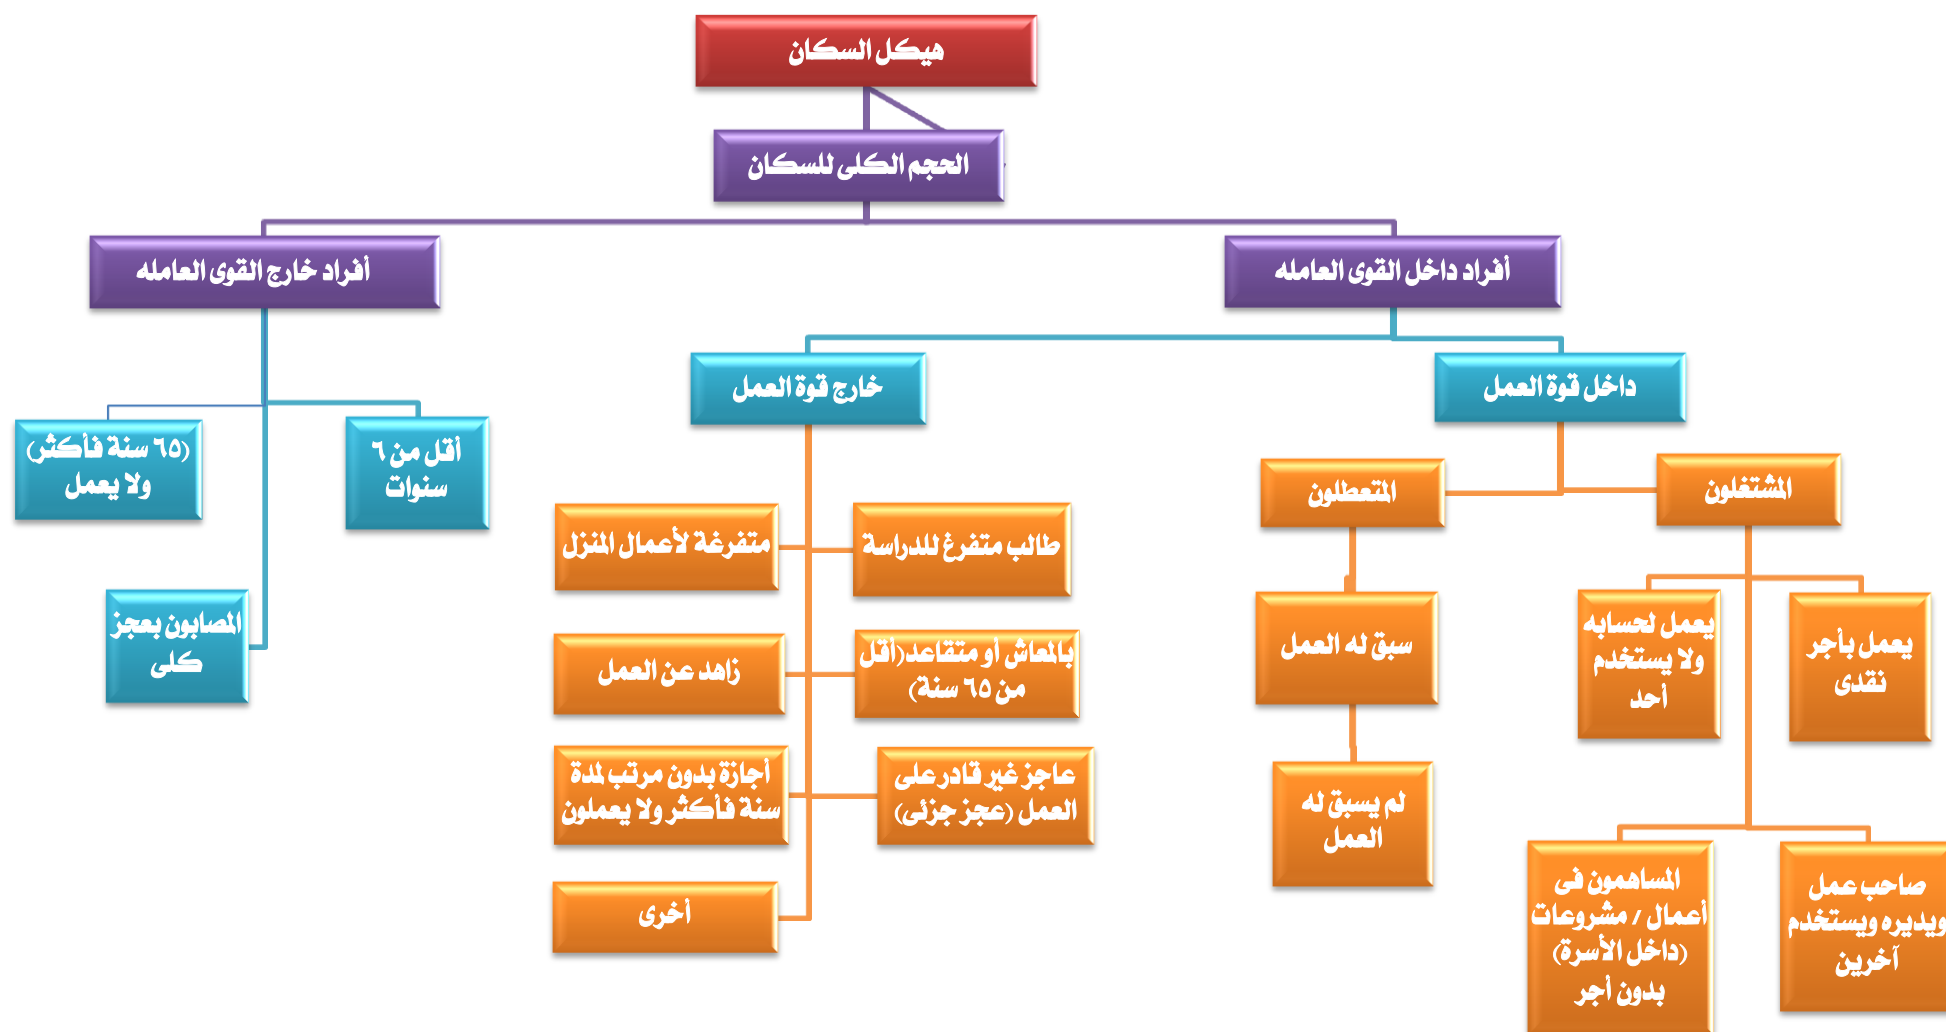 هيكل السكان
الحجم الكلى للسكان
أفراد داخل القوى العامله
أفراد خارج القوى العامله
داخل قوة العمل
خارج قوة العمل
أقل من ٦
سنوات
(٦٥ سنة فأكثر)
ولا يعمل
المصابون بعجز
كلى
المشتغلون
المتعطلون
يعمل بأجر
نقدى
يعمل لحسابه
ولا يستخدم
أحد
صاحب عمل
ويديره ويستخدم
آخرين
المساهمون فى
أعمال / مشروعات
(داخل الأسرة)
بدون أجر
سبق له العمل
لم يسبق له
العمل
طالب متفرغ للدراسة
متفرغة لأعمال المنزل
بالمعاش أو متقاعد(أقل
من ٦٥ سنة)
زاهد عن العمل
عاجز غير قادر على
العمل (عجز جزئى)
أجازة بدون مرتب لمدة
سنة فأكثر ولا يعملون
أخرى